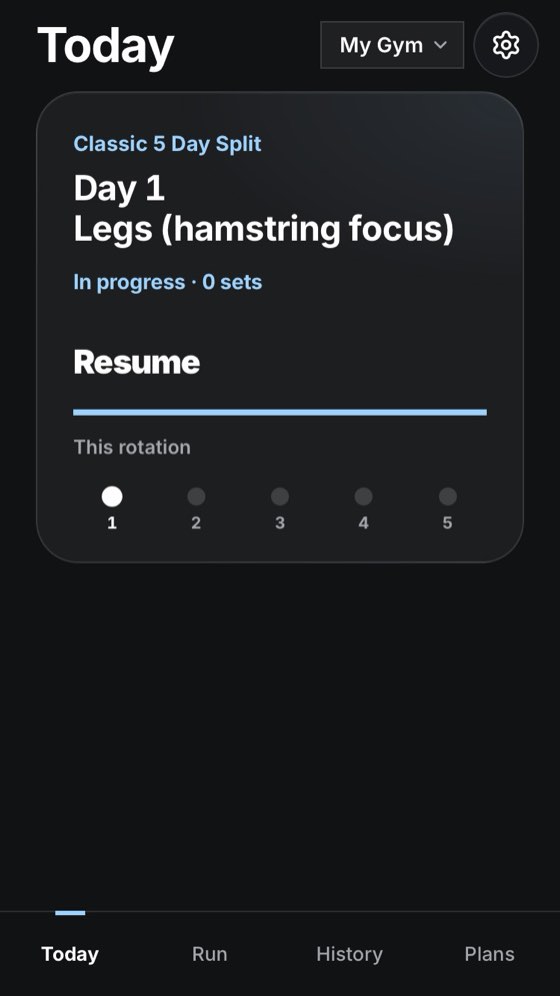 Today
My Gym
Classic 5 Day Split
Day 1
Legs (hamstring focus)
In progress · 0 sets
Resume
This rotation
1 2 3 4 5
Today Run History Plans